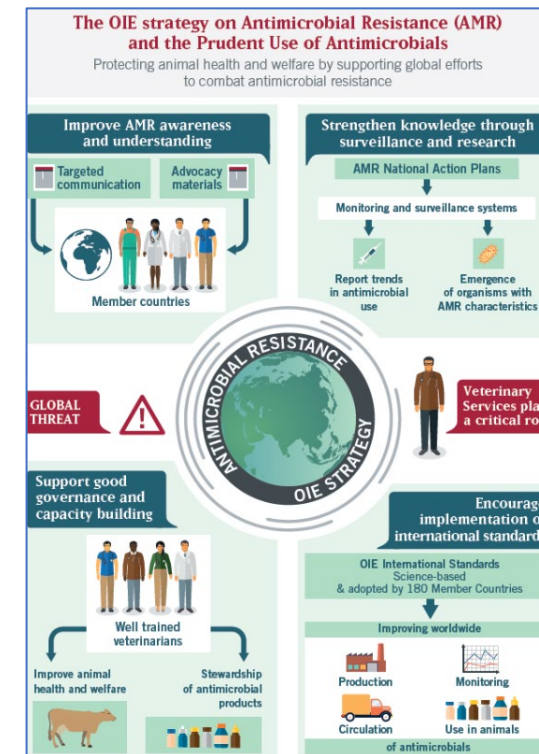 The OIE strategy on Antimicrobial Resistance (AMR)
and the Prudent Use of Antimicrobials
Protecting animal health and welfare by supporting global efforts
to combat antimicrobial resistance
Improve AMR awareness
and understanding
Targeted
communication
Advocacy
materials
Member countries
Strengthen knowledge through
surveillance and research
AMR National Action Plans
Monitoring and surveillance systems
Report trends
in antimicrobial
use
Emergence
of organisms with
AMR characteristics
GLOBAL
THREAT
ANTIMICROBIAL RESISTANCE
OIE STRATEGY
Veterinary
Services pla
a critical ro
Support good
governance and
capacity building
Well trained
veterinarians
Improve animal
health and welfare
Stewardship
of antimicrobial
products
Encourag
implementation o
international standard
OIE International Standards
Science-based
& adopted by 180 Member Countries
Improving worldwide
Production
Monitoring
Circulation
Use in animals
of antimicrobials